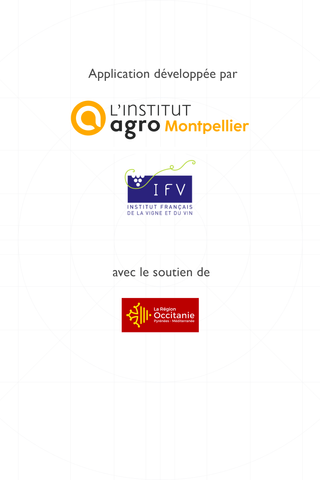 Application développée par
L'INSTITUT
agro Montpellier
IFV
INSTITUT FRANÇAIS
DE LA VIGNE ET DU VIN
avec le soutien de
La Région
Occitanie
Pyrénées - Méditerranée